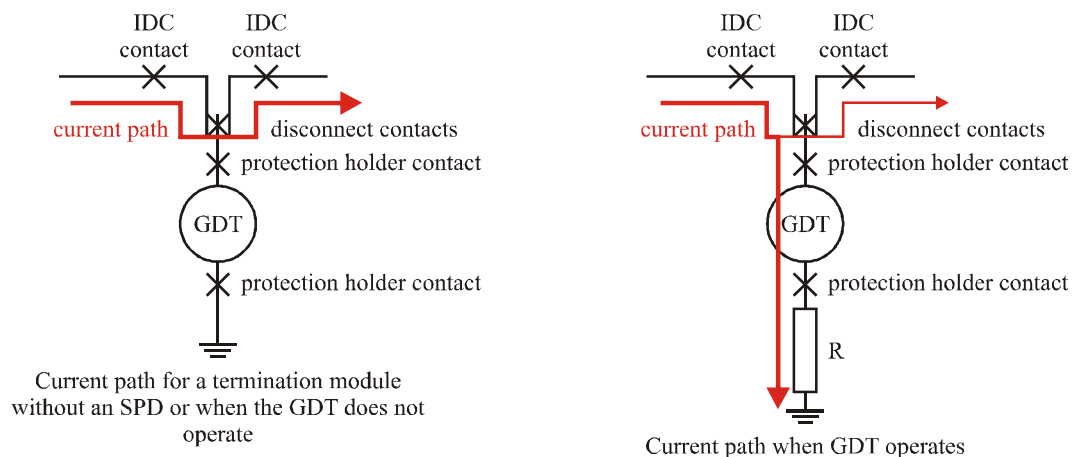 IDC
contact
IDC
contact
current path
disconnect contacts
protection holder contact
GDT
protection holder contact
Current path for a termination module
without an SPD or when the GDT does not
operate
IDC
contact
IDC
contact
current path
disconnect contacts
protection holder contact
GDT
protection holder contact
R
Current path when GDT operates